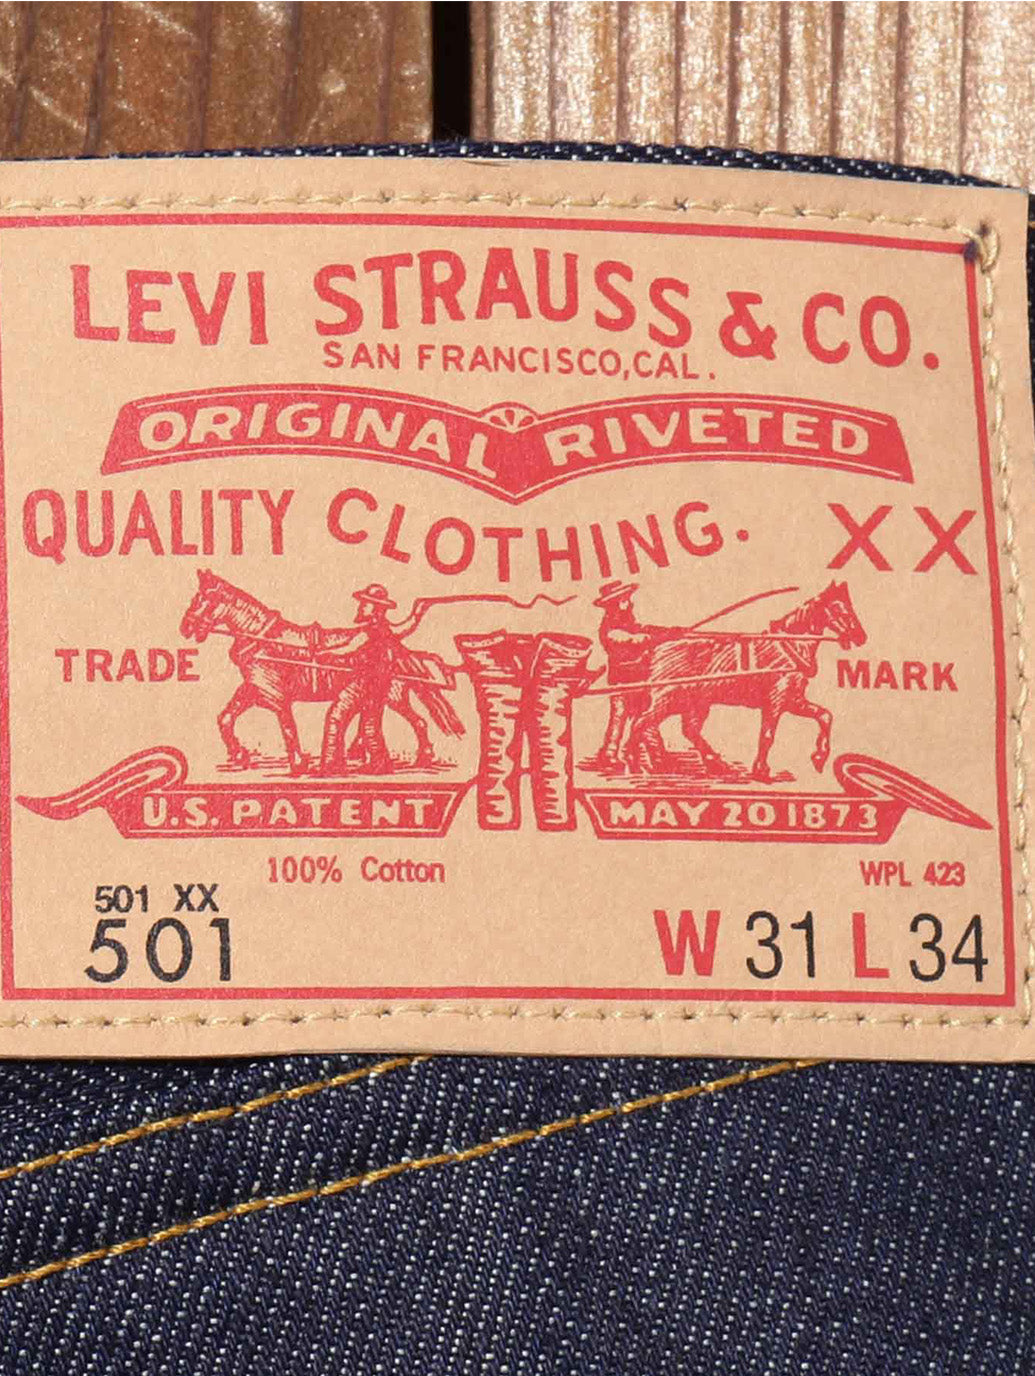 LEVI STRAUSS & CO.
SAN FRANCISCO, CAL.
ORIGINAL RIVETED
QUALITY CLOTHING. XX
TRADE MARK
U.S. PATENT MAY 20 1873
100% Cotton WPL 423
501 XX
501 W 31 L 34